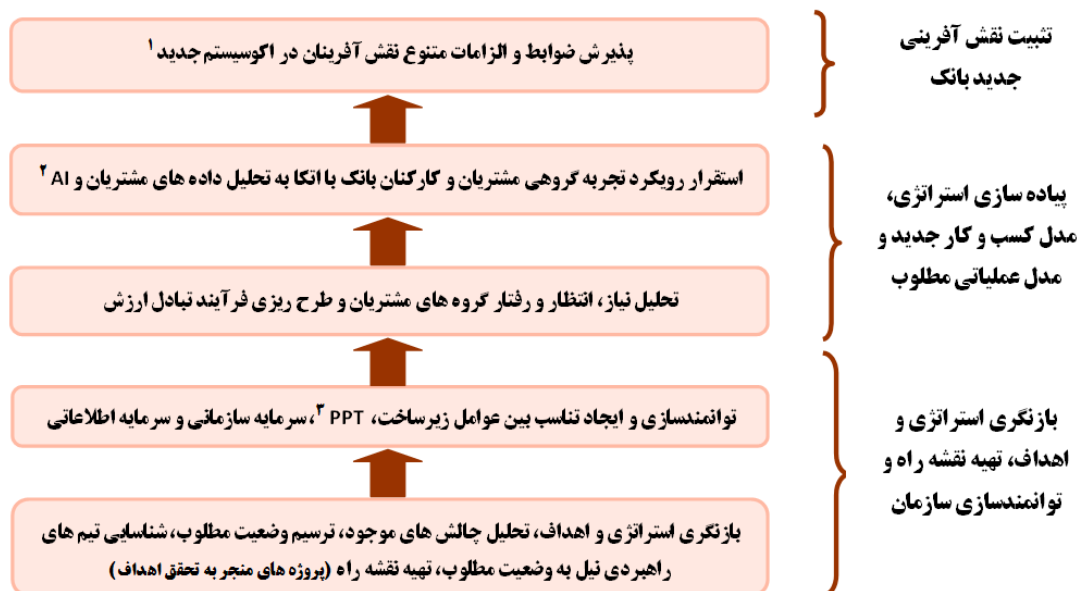 تثبیت نقش آفرینی
جدید بانک
پذیرش ضوابط و الزامات متنوع نقش آفرینان در اکوسیستم جدید ۱
پیاده سازی استراتژی،
مدل کسب و کار جدید و
مدل عملیاتی مطلوب
استقرار رویکرد تجربه گروهی مشتریان و کارکنان بانک با اتکا به تحلیل داده های مشتریان و AI ۲
تحلیل نیاز، انتظار و رفتار گروه های مشتریان و طرح ریزی فرآیند تبادل ارزش
بازنگری استراتژی و
اهداف، تهیه نقشه راه و
توانمندسازی سازمان
توانمندسازی و ایجاد تناسب بین عوامل زیرساخت، PPT ۳، سرمایه سازمانی و سرمایه اطلاعاتی
بازنگری استراتژی و اهداف، تحلیل چالش های موجود، ترسیم وضعیت مطلوب، شناسایی تیم های
راهبردی نیل به وضعیت مطلوب، تهیه نقشه راه (پروژه های منجر به تحقق اهداف)